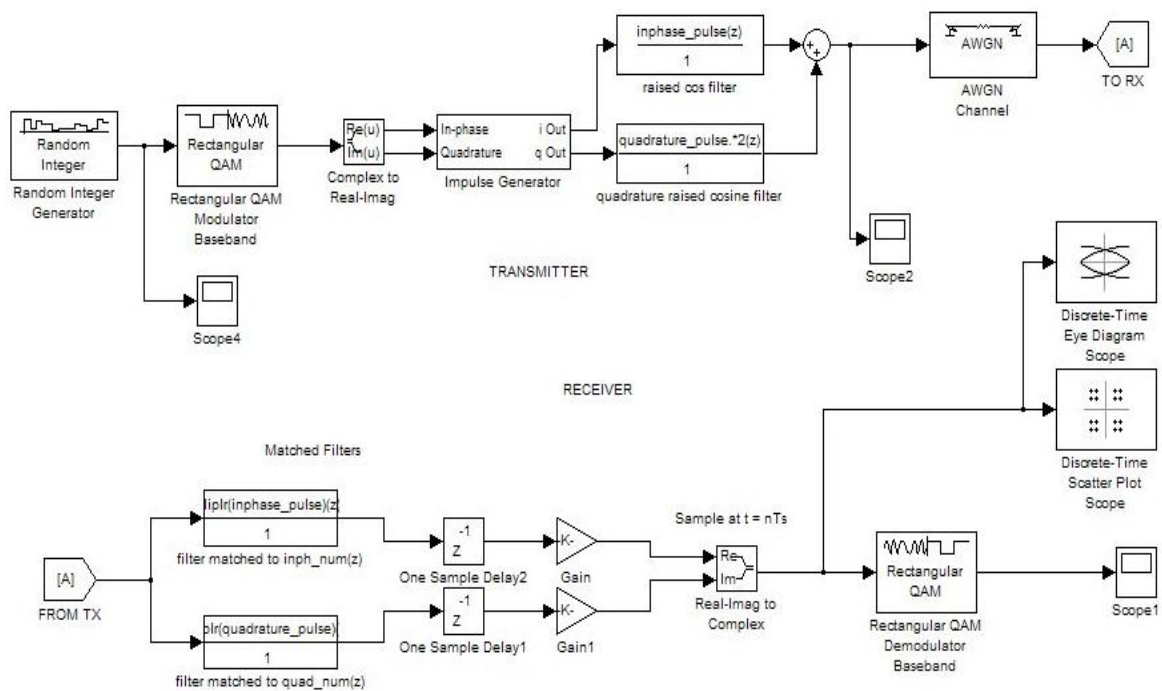 inphase_pulse(z)
1
raised cos filter
++
AWGN
AWGN
Channel
[A]
TO RX
Random
Integer
Random Integer
Generator
Rectangular
QAM
Rectangular QAM
Modulator
Baseband
Re(u)
Im(u)
Complex to
Real-Imag
In-phase
i Out
Quadrature
q Out
Impulse Generator
quadrature_pulse.*2(z)
1
quadrature raised cosine filter
Scope4
TRANSMITTER
Scope2
Discrete-Time
Eye Diagram
Scope
RECEIVER
Discrete-Time
Scatter Plot
Scope
Matched Filters
[A]
FROM TX
liplr(inphase_pulse)(z)
1
filter matched to inph_num(z)
-1
Z
One Sample Delay2
K-
Gain
Sample at t = nTs
Re
Im
Real-Imag to
Complex
plr(quadrature_pulse)
1
filter matched to quad_num(z)
-1
Z
One Sample Delay1
K-
Gain1
Rectangular
QAM
Rectangular QAM
Demodulator
Baseband
Scope1